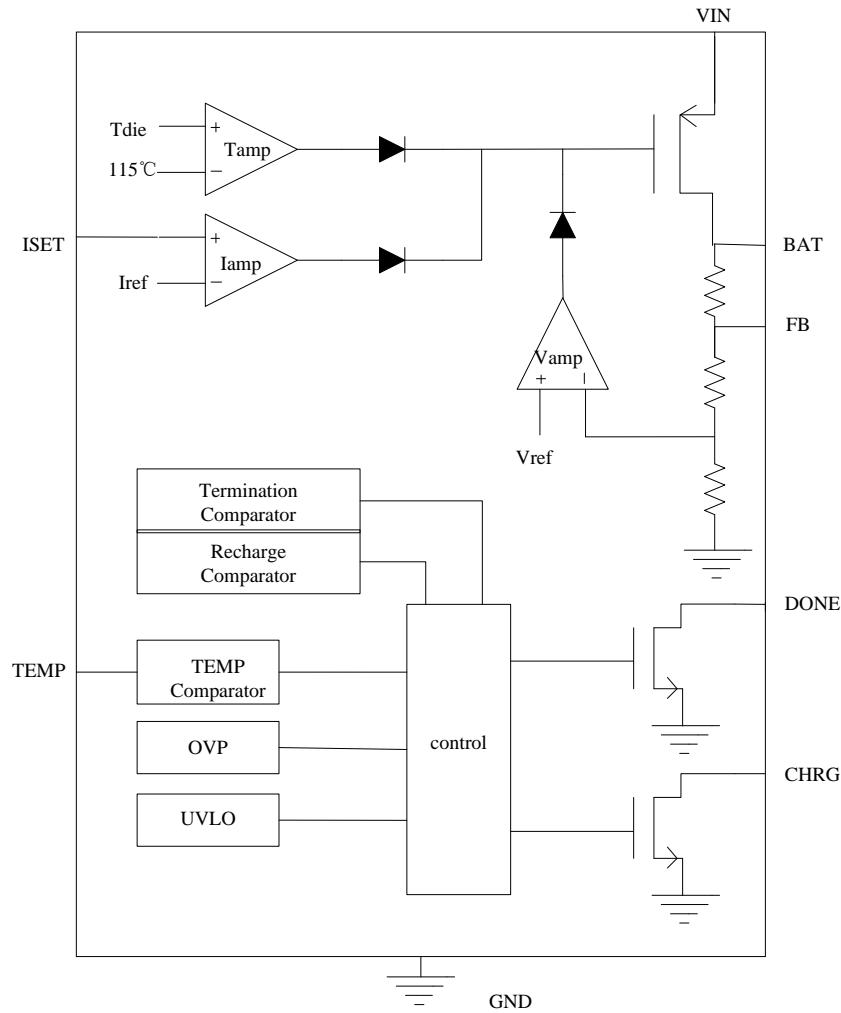 VIN
Tdie
+
Tamp
115℃
−
ISET
+
Iamp
Iref
−
BAT
FB
Vamp
+
−
Vref
Termination
Comparator
Recharge
Comparator
DONE
TEMP
TEMP
Comparator
OVP
control
CHRG
UVLO
GND